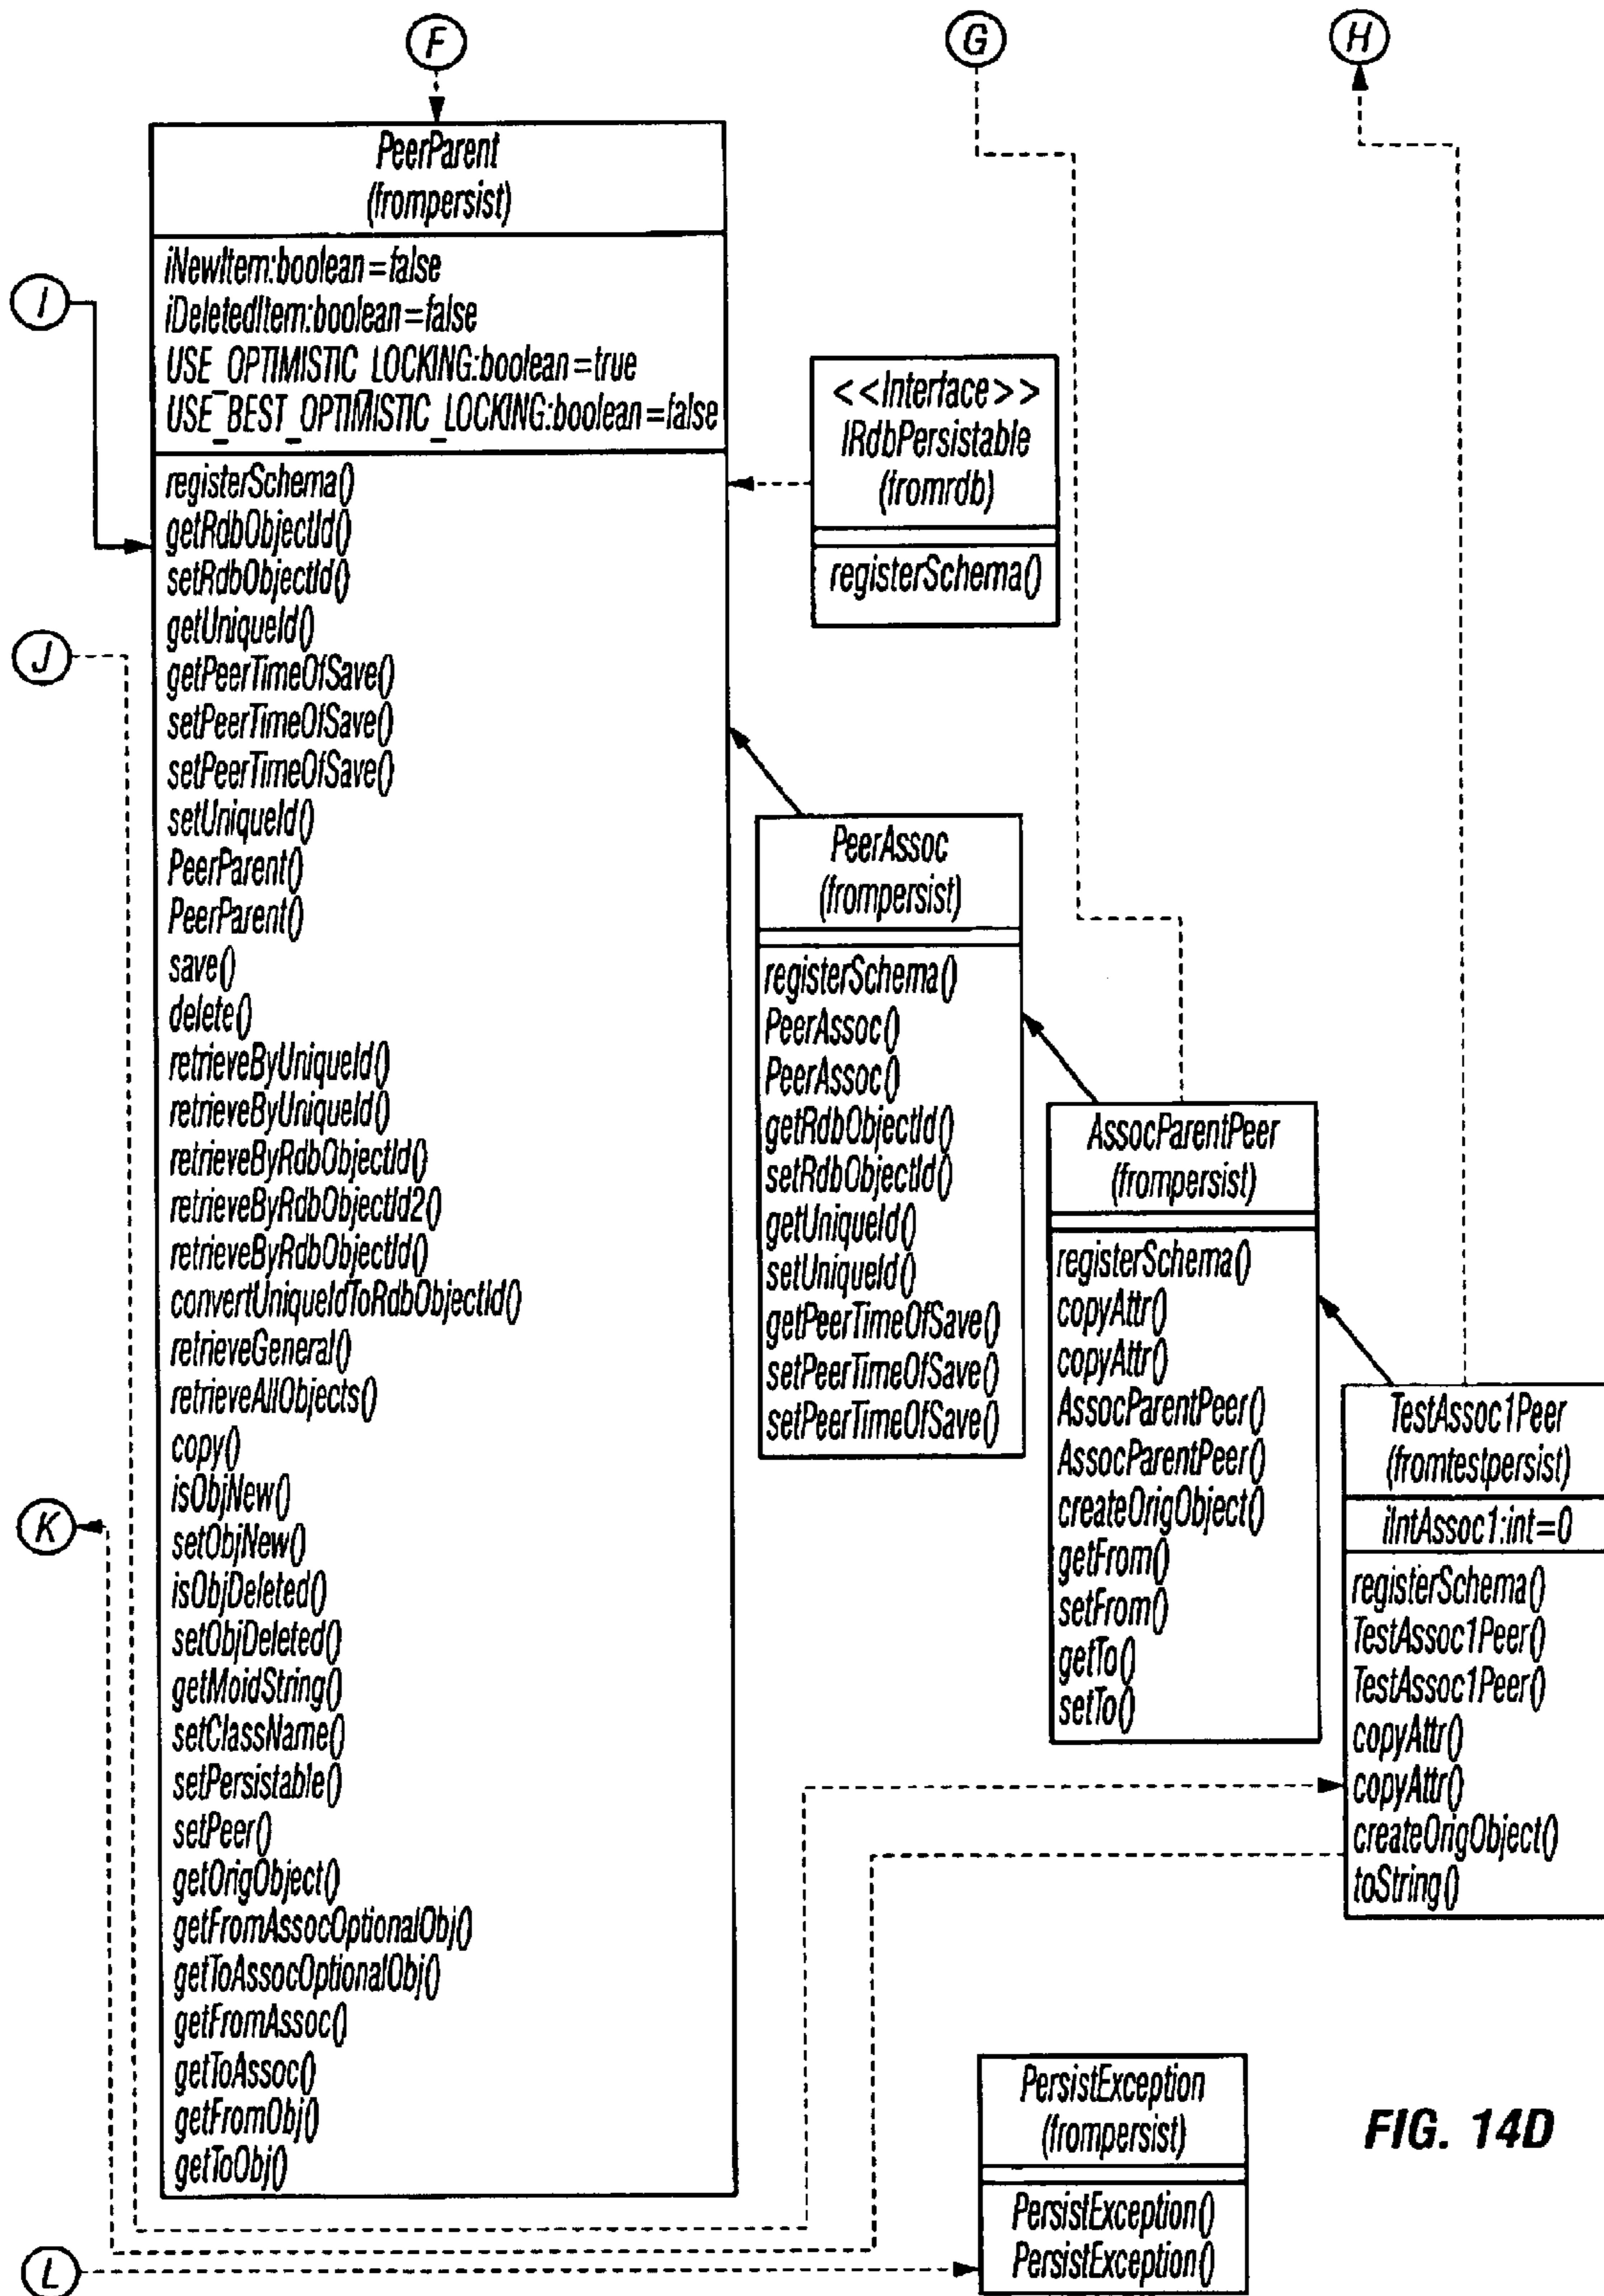 F
G
H
PeerParent
(frompersist)
iNewItem:boolean=false
iDeletedItem:boolean=false
USE_OPTIMISTIC_LOCKING:boolean=true
USE_BEST_OPTIMISTIC_LOCKING:boolean=false
registerSchema()
getRdbObjectId()
setRdbObjectId()
getUniqueId()
getPeerTimeOfSave()
setPeerTimeOfSave()
setPeerTimeOfSave()
setUniqueId()
PeerParent()
PeerParent()
save()
delete()
retrieveByUniqueId()
retrieveByUniqueId()
retrieveByRdbObjectId()
retrieveByRdbObjectId2()
retrieveByRdbObjectId()
convertUniqueIdToRdbObjectId()
retrieveGeneral()
retrieveAllObjects()
copy()
isObjNew()
setObjNew()
isObjDeleted()
setObjDeleted()
getMoidString()
setClassName()
setPersistable()
setPeer()
getOrigObject()
getFromAssocOptionalObj()
getToAssocOptionalObj()
getFromAssoc()
getToAssoc()
getFromObj()
getToObj()
I
J
K
L
<<Interface>>
IRdbPersistable
(fromrdb)
registerSchema()
PeerAssoc
(frompersist)
registerSchema()
PeerAssoc()
PeerAssoc()
getRdbObjectId()
setRdbObjectId()
getUniqueId()
setUniqueId()
getPeerTimeOfSave()
setPeerTimeOfSave()
setPeerTimeOfSave()
AssocParentPeer
(frompersist)
registerSchema()
copyAttr()
copyAttr()
AssocParentPeer()
AssocParentPeer()
createOrigObject()
getFrom()
setFrom()
getTo()
setTo()
TestAssoc1Peer
(fromtestpersist)
iIntAssoc1:int=0
registerSchema()
TestAssoc1Peer()
TestAssoc1Peer()
copyAttr()
copyAttr()
createOrigObject()
toString()
PersistException
(frompersist)
PersistException()
PersistException()
FIG. 14D